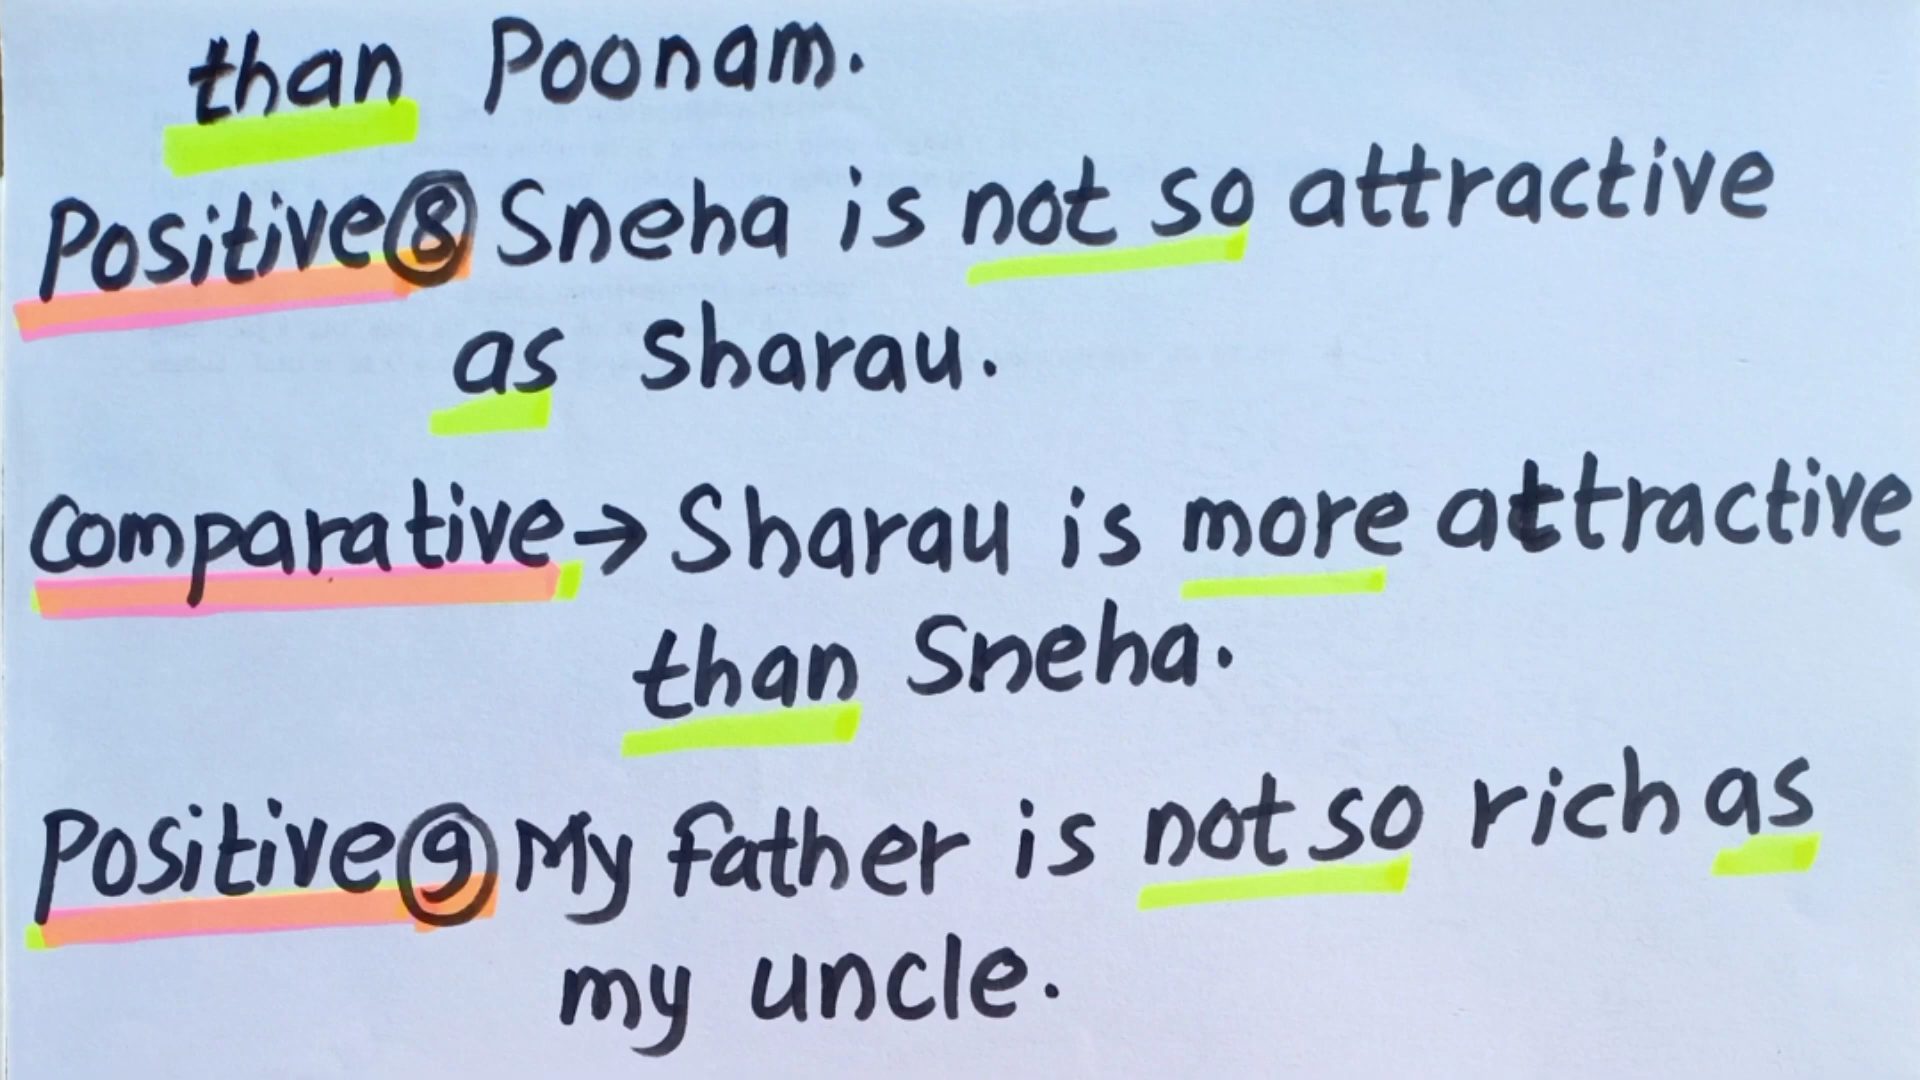 than Poonam.
Positive⑧ Sneha is not so attractive
as Sharau.
Comparative→ Sharau is more attractive
than Sneha.
Positive⑨ My father is not so rich as
my uncle.